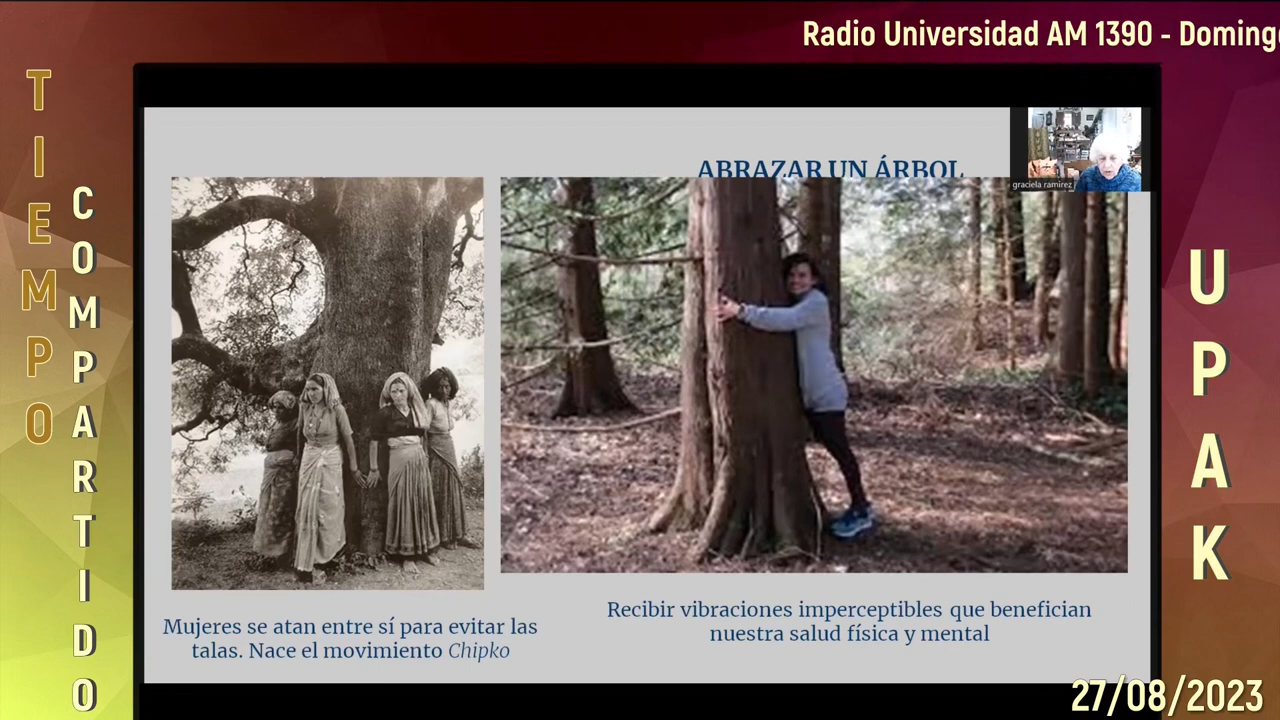 Radio Universidad AM 1390 - Doming
TIEMPO
COMPARTIDO
ABRAZAR UN ÁRBOL
graciela ramirez
UPAK
Mujeres se atan entre sí para evitar las
talas. Nace el movimiento Chipko
Recibir vibraciones imperceptibles que benefician
nuestra salud física y mental
27/08/2023